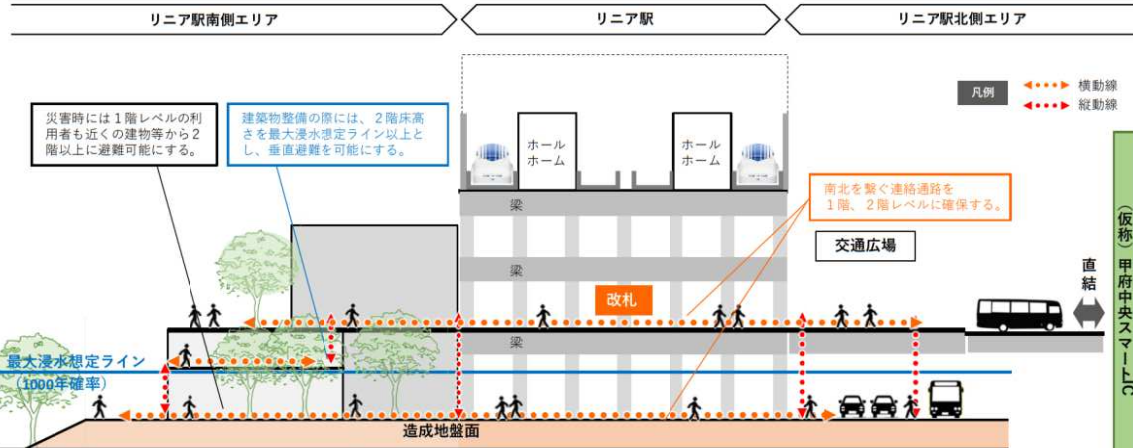 リニア駅南側エリア
リニア駅
リニア駅北側エリア
凡例
横動線
縦動線
災害時には１階レベルの利
用者も近くの建物等から２
階以上に避難可能にする。
建築物整備の際には、２階床高
さを最大浸水想定ライン以上と
し、垂直避難を可能にする。
ホール
ホーム
ホール
ホーム
南北を繋ぐ連絡通路を
１階、２階レベルに確保する。
梁
交通広場
梁
改札
直結
（仮称）甲府中央スマートIC
梁
最大浸水想定ライン
（1000年確率）
造成地盤面